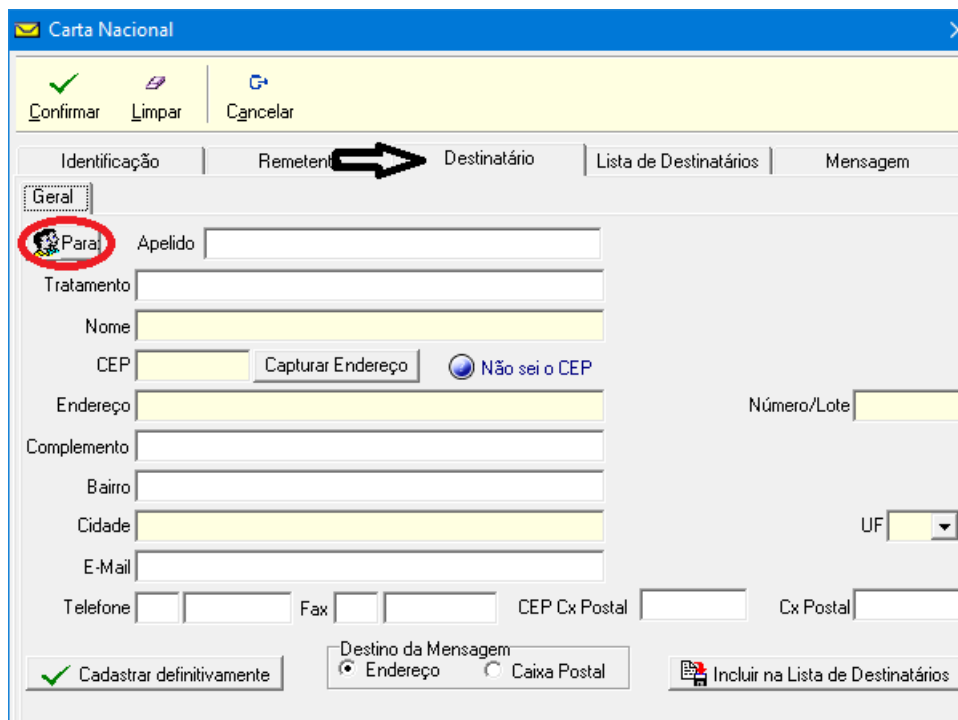 Carta Nacional
Confirmar Limpar Cancelar
Identificação Remetent Destinatário Lista de Destinatários Mensagem
Geral
Para: Apelido
Tratamento
Nome
CEP Capturar Endereço Não sei o CEP
Endereço Número/Lote
Complemento
Bairro
Cidade UF
E-Mail
Telefone Fax CEP Cx Postal Cx Postal
Destino da Mensagem
Cadastrar definitivamente Endereço Caixa Postal Incluir na Lista de Destinatários